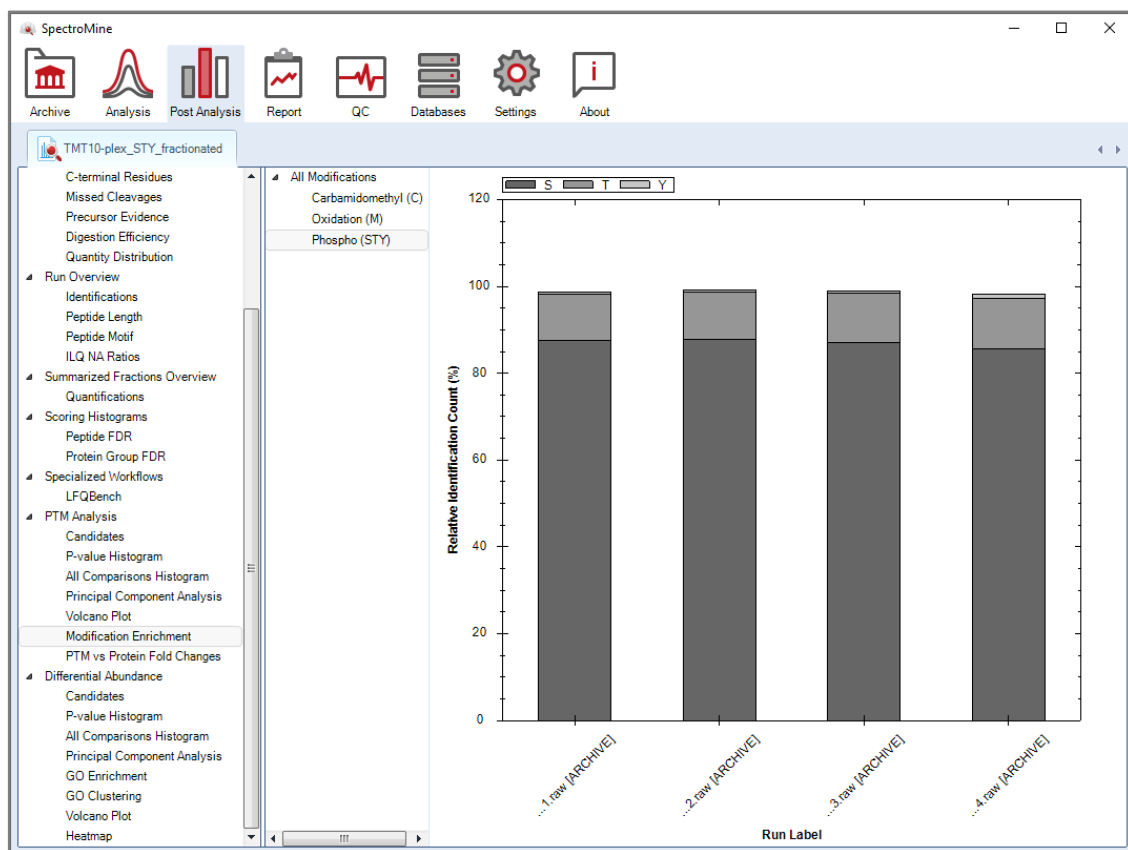 SpectroMine
Archive
Analysis
Post Analysis
Report
QC
Databases
Settings
About
TMT10-plex_STY_fractionated
C-terminal Residues
Missed Cleavages
Precursor Evidence
Digestion Efficiency
Quantity Distribution
Run Overview
Identifications
Peptide Length
Peptide Motif
ILQ NA Ratios
Summarized Fractions Overview
Quantifications
Scoring Histograms
Peptide FDR
Protein Group FDR
Specialized Workflows
LFQBench
PTM Analysis
Candidates
P-value Histogram
All Comparisons Histogram
Principal Component Analysis
Volcano Plot
Modification Enrichment
PTM vs Protein Fold Changes
Differential Abundance
Candidates
P-value Histogram
All Comparisons Histogram
Principal Component Analysis
GO Enrichment
GO Clustering
Volcano Plot
Heatmap
All Modifications
Carbamidomethyl (C)
Oxidation (M)
Phospho (STY)
S T Y
120
100
80
60
40
20
0
Relative Identification Count (%)
...1.raw [ARCHIVE]
...2.raw [ARCHIVE]
...3.raw [ARCHIVE]
...4.raw [ARCHIVE]
Run Label